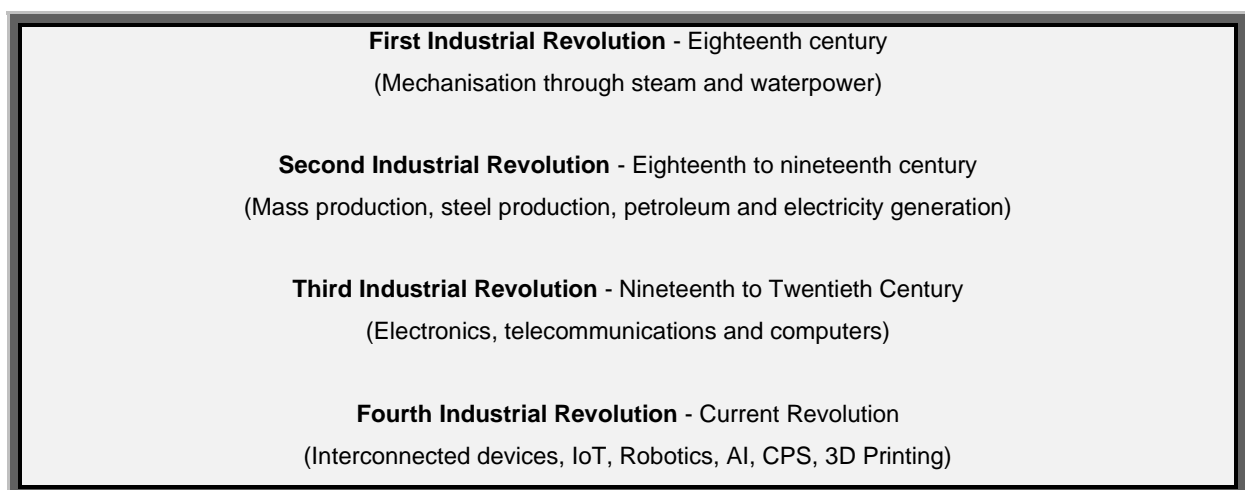 First Industrial Revolution - Eighteenth century
(Mechanisation through steam and waterpower)
Second Industrial Revolution - Eighteenth to nineteenth century
(Mass production, steel production, petroleum and electricity generation)
Third Industrial Revolution - Nineteenth to Twentieth Century
(Electronics, telecommunications and computers)
Fourth Industrial Revolution - Current Revolution
(Interconnected devices, IoT, Robotics, AI, CPS, 3D Printing)